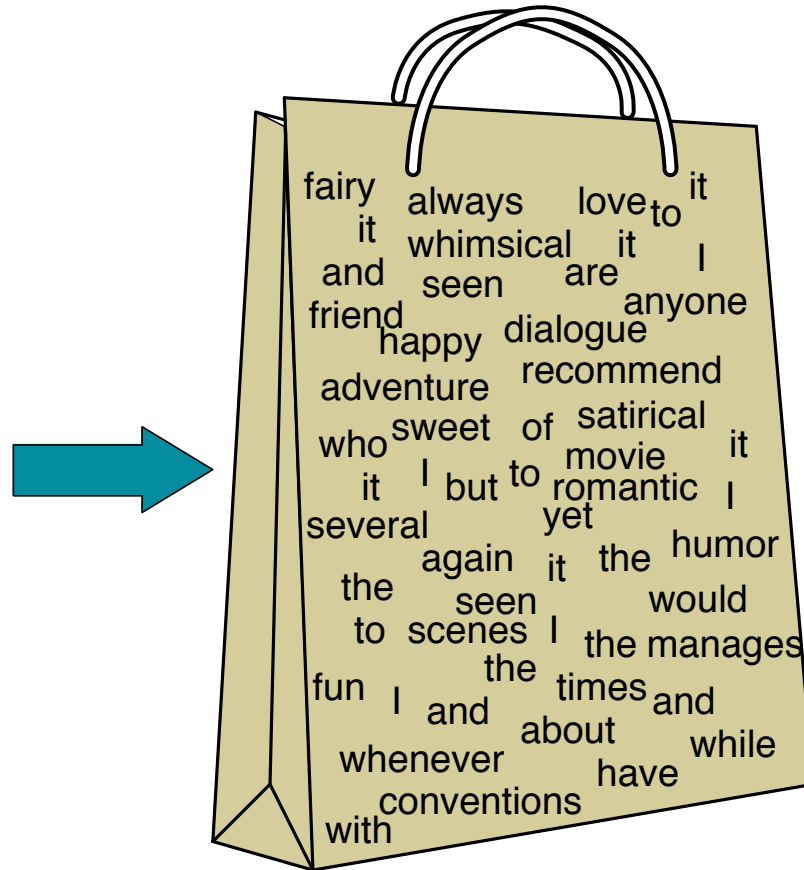 fairy always love to it
it whimsical it I
and seen are
friend happy dialogue anyone
adventure recommend
who sweet of satirical
it I but to romantic movie it I
several yet
again it the humor
the seen would
to scenes I the manages
fun I and the times and
whenever about have while
with conventions